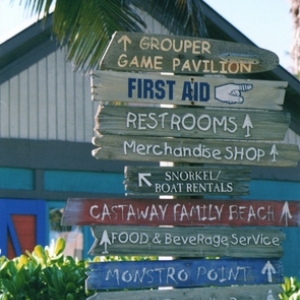 GROUPER
GAME PAVILION
FIRST AID
RESTROOMS
Merchandise SHOP
SNORKEL/
BOAT RENTALS
CASTAWAY FAMILY BEACH
FOOD & BeveRage Service
MONSTRO POINT